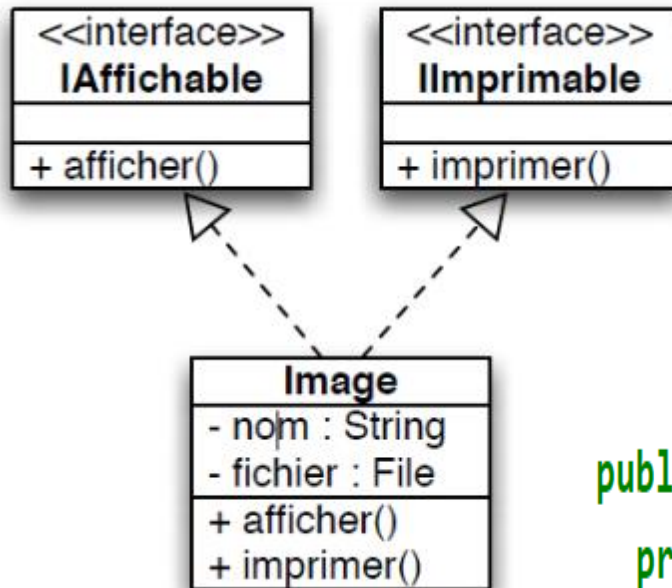 <<interface>>
IAffichable
+ afficher()
<<interface>>
IImprimable
+ imprimer()
Image
- nom : String
- fichier : File
+ afficher()
+ imprimer()
publ
pr